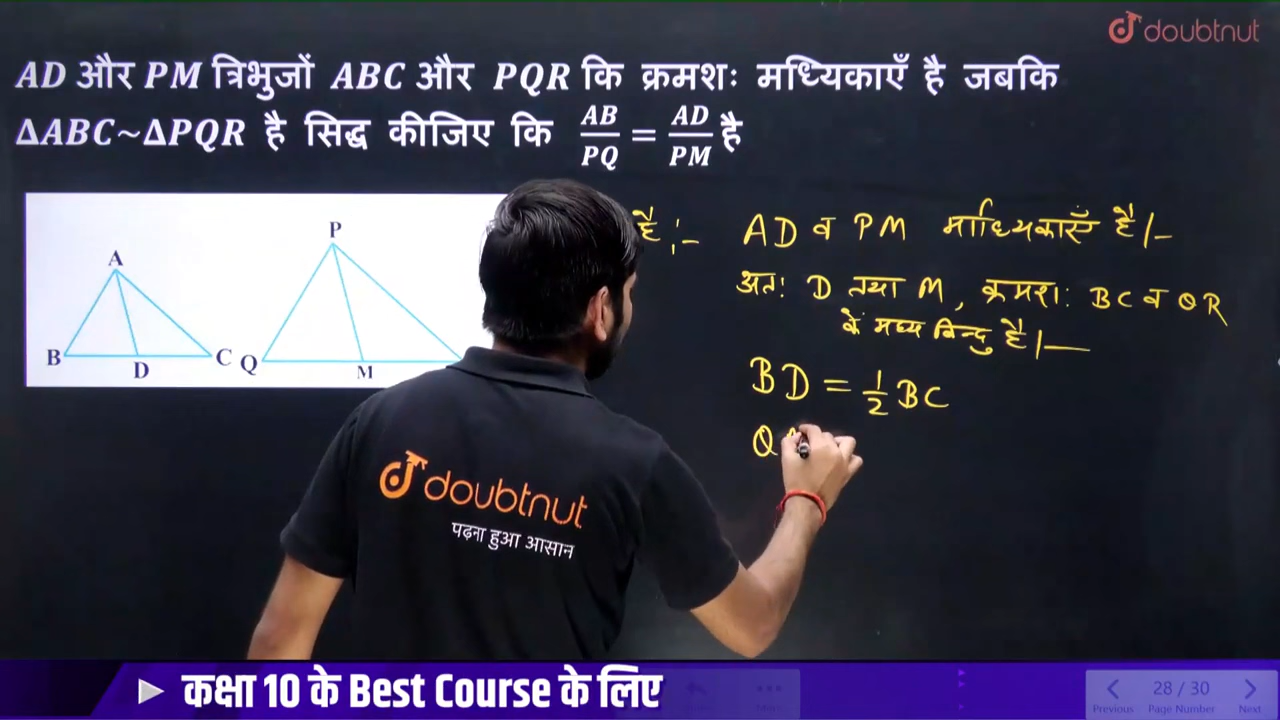 doubtnut
AD और PM त्रिभुजों ABC और PQR कि क्रमशः मध्यिकाएँ है जबकि
ΔABC~ΔPQR है सिद्ध कीजिए कि AB/PQ = AD/PM है
A
B
D
C
P
Q
M
है :-
AD व PM माध्यिकाएँ है।-
अतः D तथा M, क्रमशः BC व QR
के मध्य बिन्दु है।-
BD = 1/2 BC
Q
doubtnut
पढ़ना हुआ आसान
कक्षा 10 के Best Course के लिए
28 / 30
Previous Page Number Next